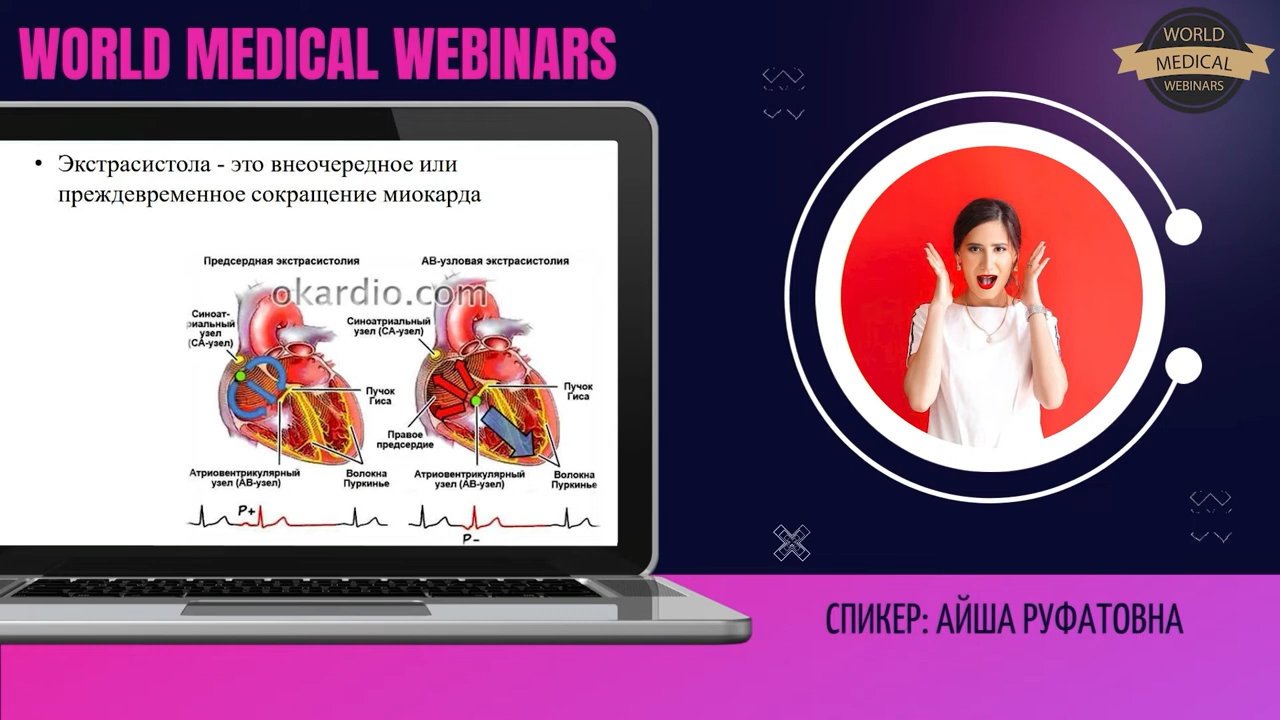 WORLD MEDICAL WEBINARS
WORLD
MEDICAL
WEBINARS
• Экстрасистола - это внеочередное или
преждевременное сокращение миокарда
Предсердная экстрасистолия
АВ-узловая экстрасистолия
okardio.com
Синоат-
риальный
узел
(СА-узел)
Синоатриальный
узел (СА-узел)
Пучок
Гиса
Пучок
Гиса
Правое
предсердие
Атриовентрикулярный
узел (АВ-узел)
Волокна
Пуркинье
Атриовентрикулярный
узел (АВ-узел)
Волокна
Пуркинье
P+
P-
СПИКЕР: АЙША РУФАТОВНА